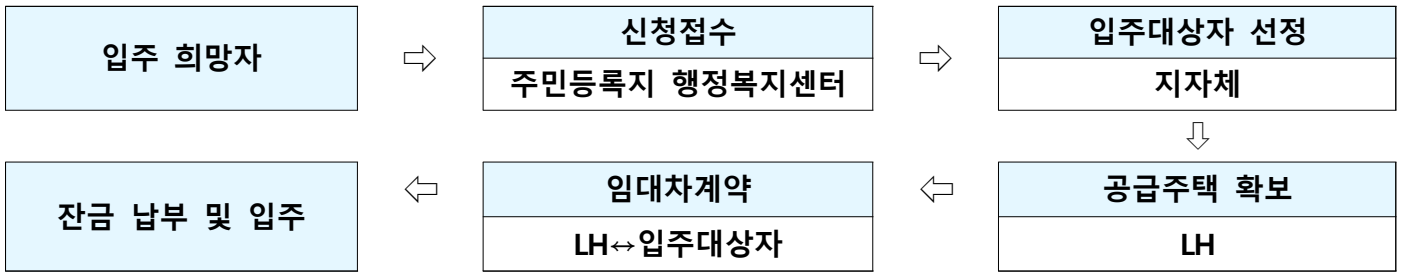 입주 희망자
⇨
신청접수
주민등록지 행정복지센터
⇨
입주대상자 선정
지자체
⇩
공급주택 확보
LH
⇦
임대차계약
LH↔입주대상자
⇦
잔금 납부 및 입주